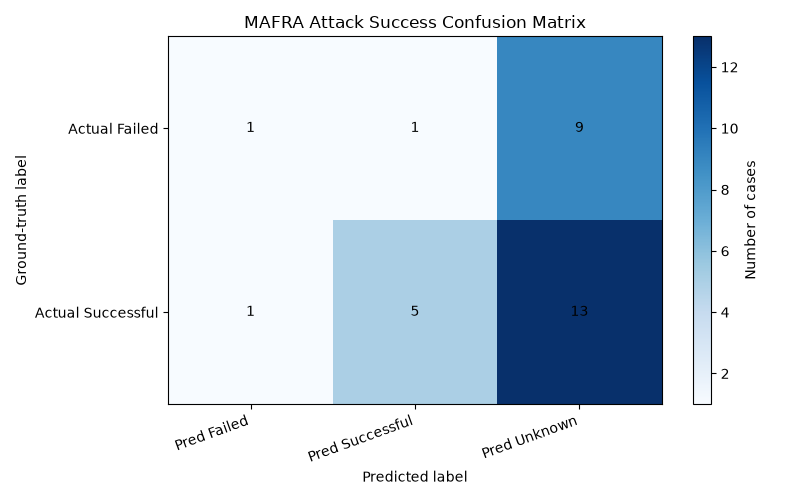 MAFRA Attack Success Confusion Matrix
Actual Failed
1 1 9
Actual Successful
1 5 13
Ground-truth label
Pred Failed Pred Successful Pred Unknown
Predicted label
12
10
8
6
4
2
Number of cases